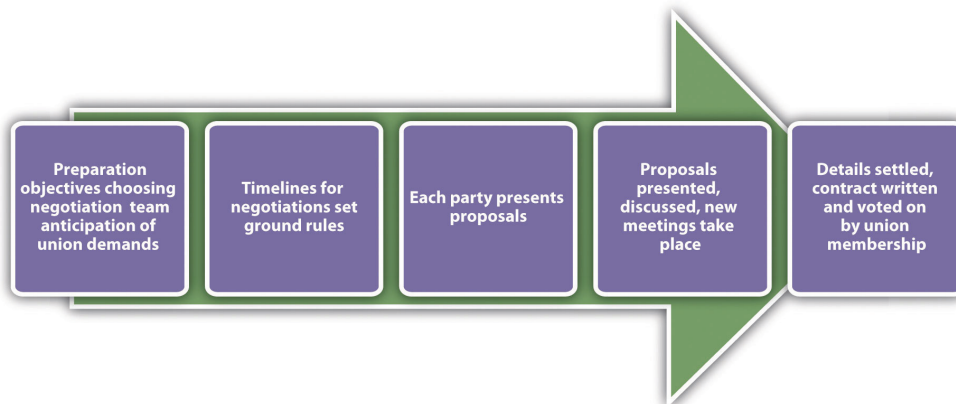 Preparation
objectives choosing
negotiation team
anticipation of
union demands
Timelines for
negotiations set
ground rules
Each party presents
proposals
Proposals
presented,
discussed, new
meetings take
place
Details settled,
contract written
and voted on
by union
membership